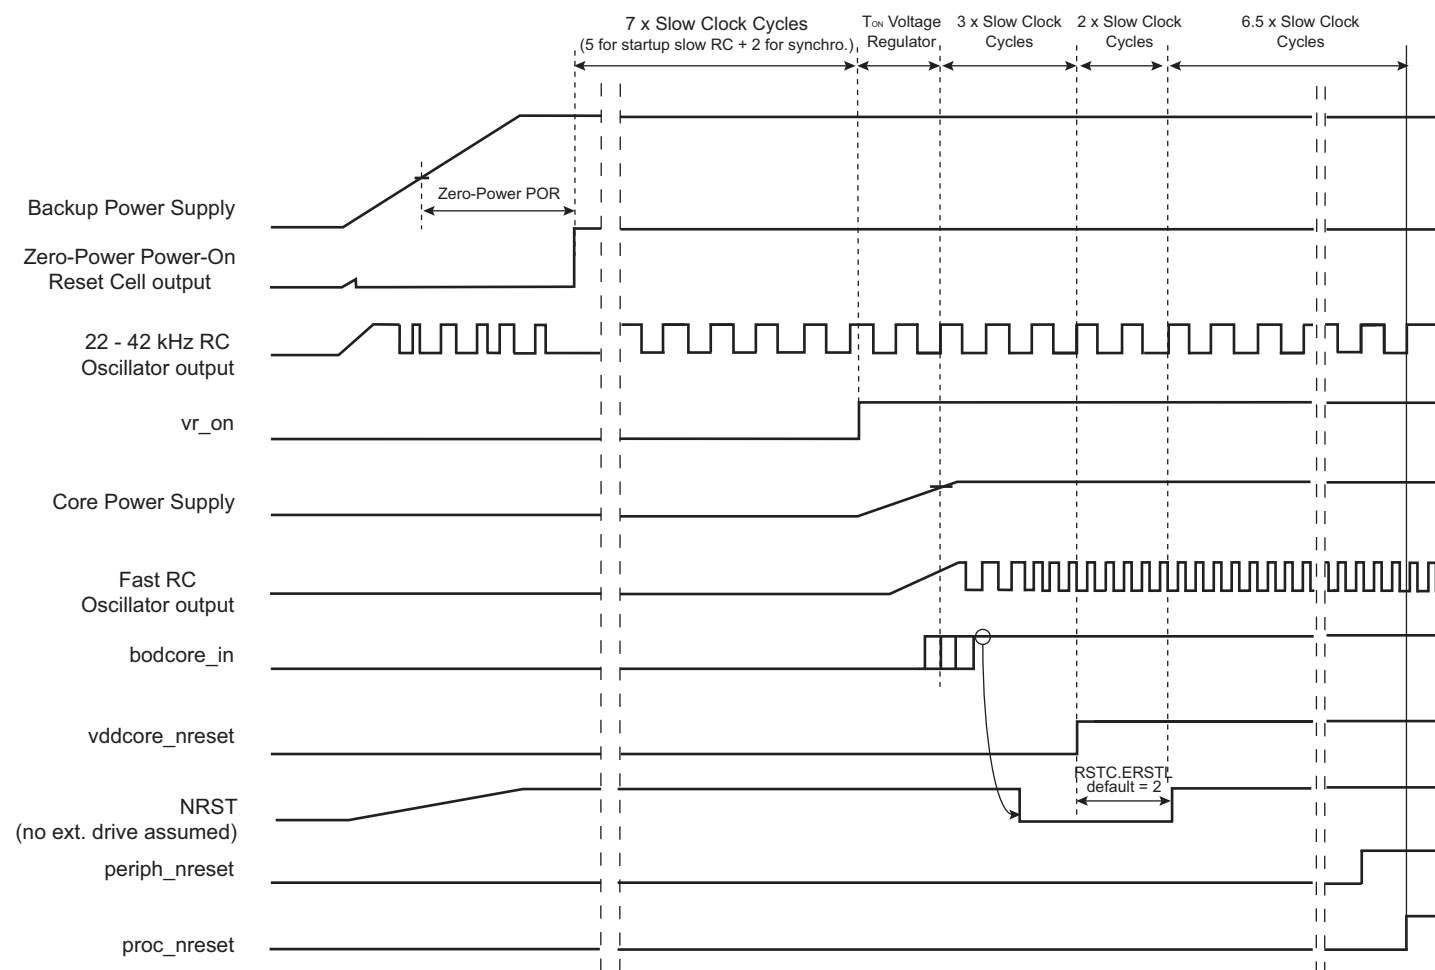 7 x Slow Clock Cycles
(5 for startup slow RC + 2 for synchro.)
TON Voltage
Regulator
3 x Slow Clock
Cycles
2 x Slow Clock
Cycles
6.5 x Slow Clock
Cycles
Zero-Power POR
Backup Power Supply
Zero-Power Power-On
Reset Cell output
22 - 42 kHz RC
Oscillator output
vr_on
Core Power Supply
Fast RC
Oscillator output
bodcore_in
vddcore_nreset
RSTC.ERSTL
default = 2
NRST
(no ext. drive assumed)
periph_nreset
proc_nreset